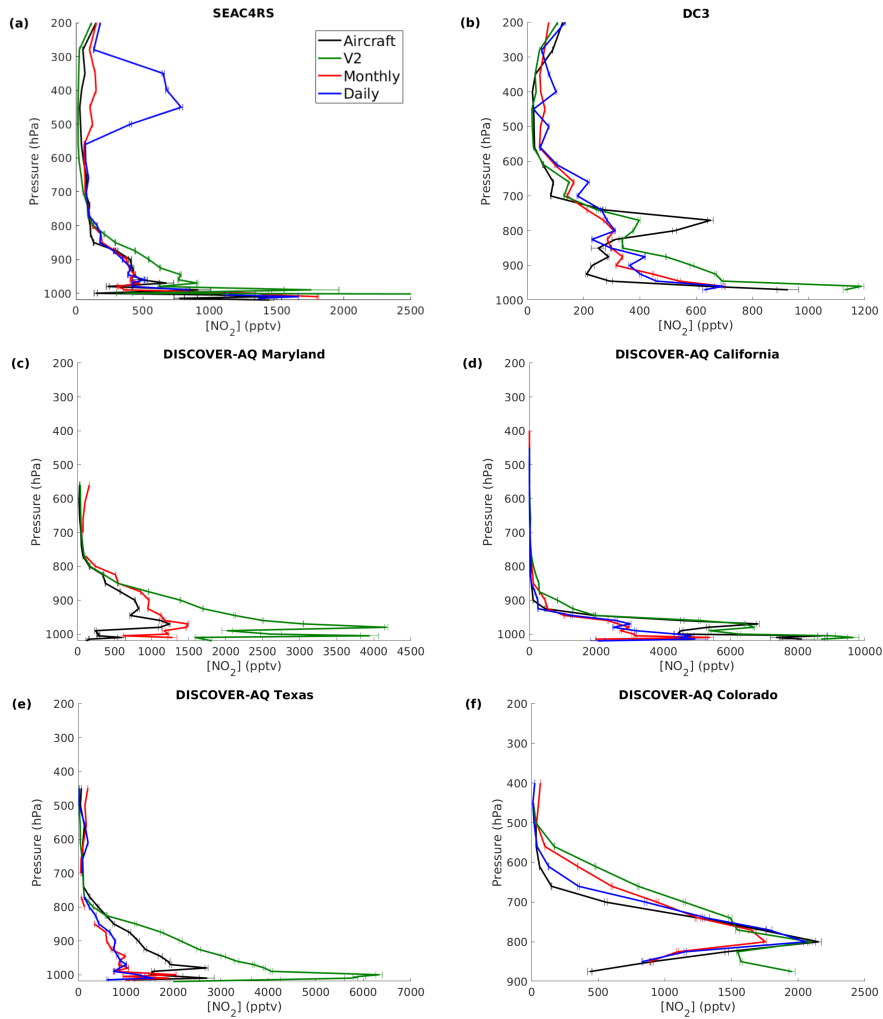 (a)
SEAC4RS
Aircraft
V2
Monthly
Daily
200
300
400
500
600
700
800
900
1000
Pressure (hPa)
0 500 1000 1500 2000 2500
[NO2] (pptv)
(b)
DC3
200
300
400
500
600
700
800
900
1000
Pressure (hPa)
0 200 400 600 800 1000 1200
[NO2] (pptv)
(c)
DISCOVER-AQ Maryland
200
300
400
500
600
700
800
900
1000
Pressure (hPa)
0 500 1000 1500 2000 2500 3000 3500 4000 4500
[NO2] (pptv)
(d)
DISCOVER-AQ California
200
300
400
500
600
700
800
900
1000
Pressure (hPa)
0 2000 4000 6000 8000 10000
[NO2] (pptv)
(e)
DISCOVER-AQ Texas
200
300
400
500
600
700
800
900
1000
Pressure (hPa)
0 1000 2000 3000 4000 5000 6000 7000
[NO2] (pptv)
(f)
DISCOVER-AQ Colorado
200
300
400
500
600
700
800
900
Pressure (hPa)
0 500 1000 1500 2000 2500
[NO2] (pptv)